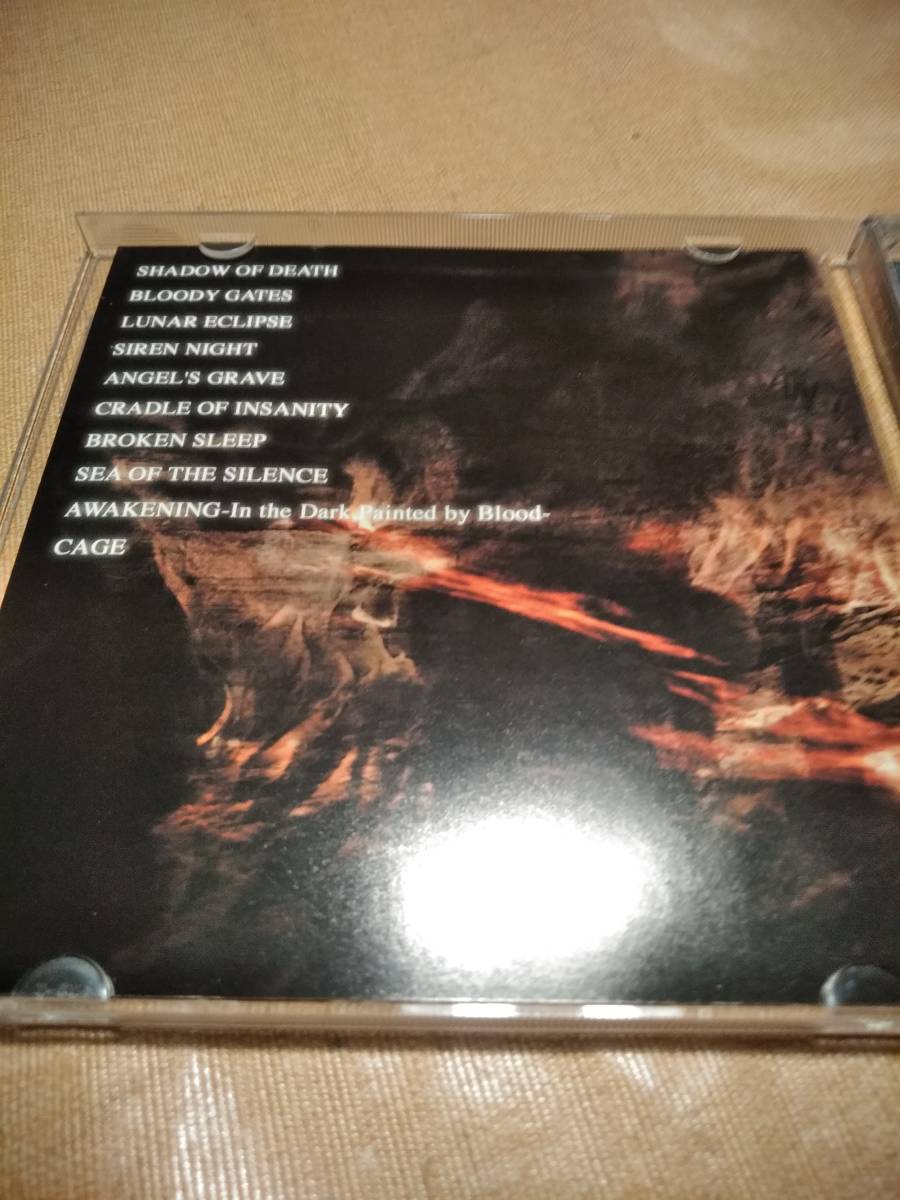 SHADOW OF DEATH
BLOODY GATES
LUNAR ECLIPSE
SIREN NIGHT
ANGEL'S GRAVE
CRADLE OF INSANITY
BROKEN SLEEP
SEA OF THE SILENCE
AWAKENING-In the Dark Painted by Blood-
CAGE